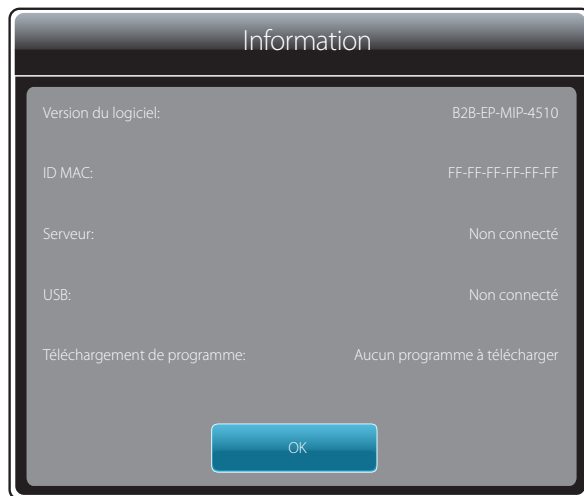 Information
Version du logiciel: B2B-EP-MIP-4510
ID MAC: FF-FF-FF-FF-FF-FF
Serveur: Non connecté
USB: Non connecté
Téléchargement de programme: Aucun programme à télécharger
OK